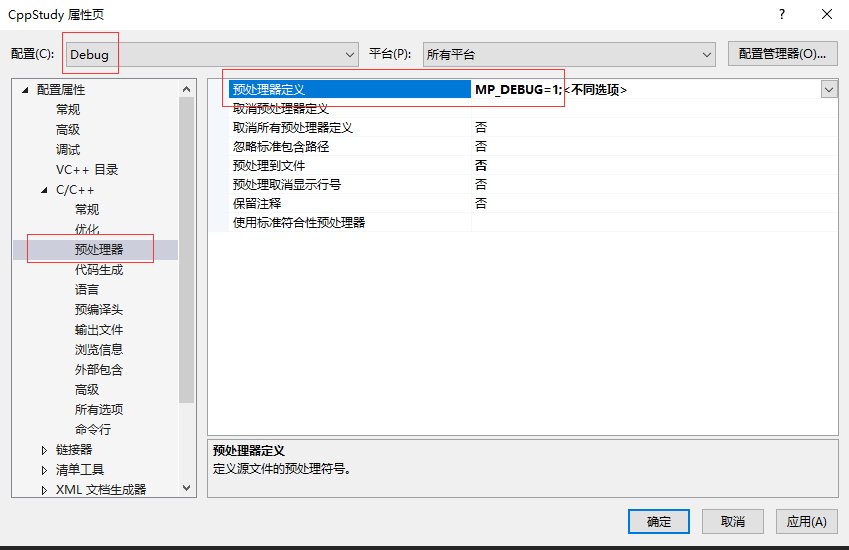 CppStudy 属性页
配置(C): Debug 平台(P): 所有平台 配置管理器(O)...
配置属性
常规
高级
调试
VC++ 目录
C/C++
常规
优化
预处理器
代码生成
语言
预编译头
输出文件
浏览信息
外部包含
高级
所有选项
命令行
链接器
清单工具
XML 文档生成器
预处理器定义 MP_DEBUG=1;<不同选项>
取消预处理器定义
取消所有预处理器定义 否
忽略标准包含路径 否
预处理到文件 否
预处理取消显示行号 否
保留注释 否
使用标准符合性预处理器
预处理器定义
定义源文件的预处理符号。
确定 取消 应用(A)